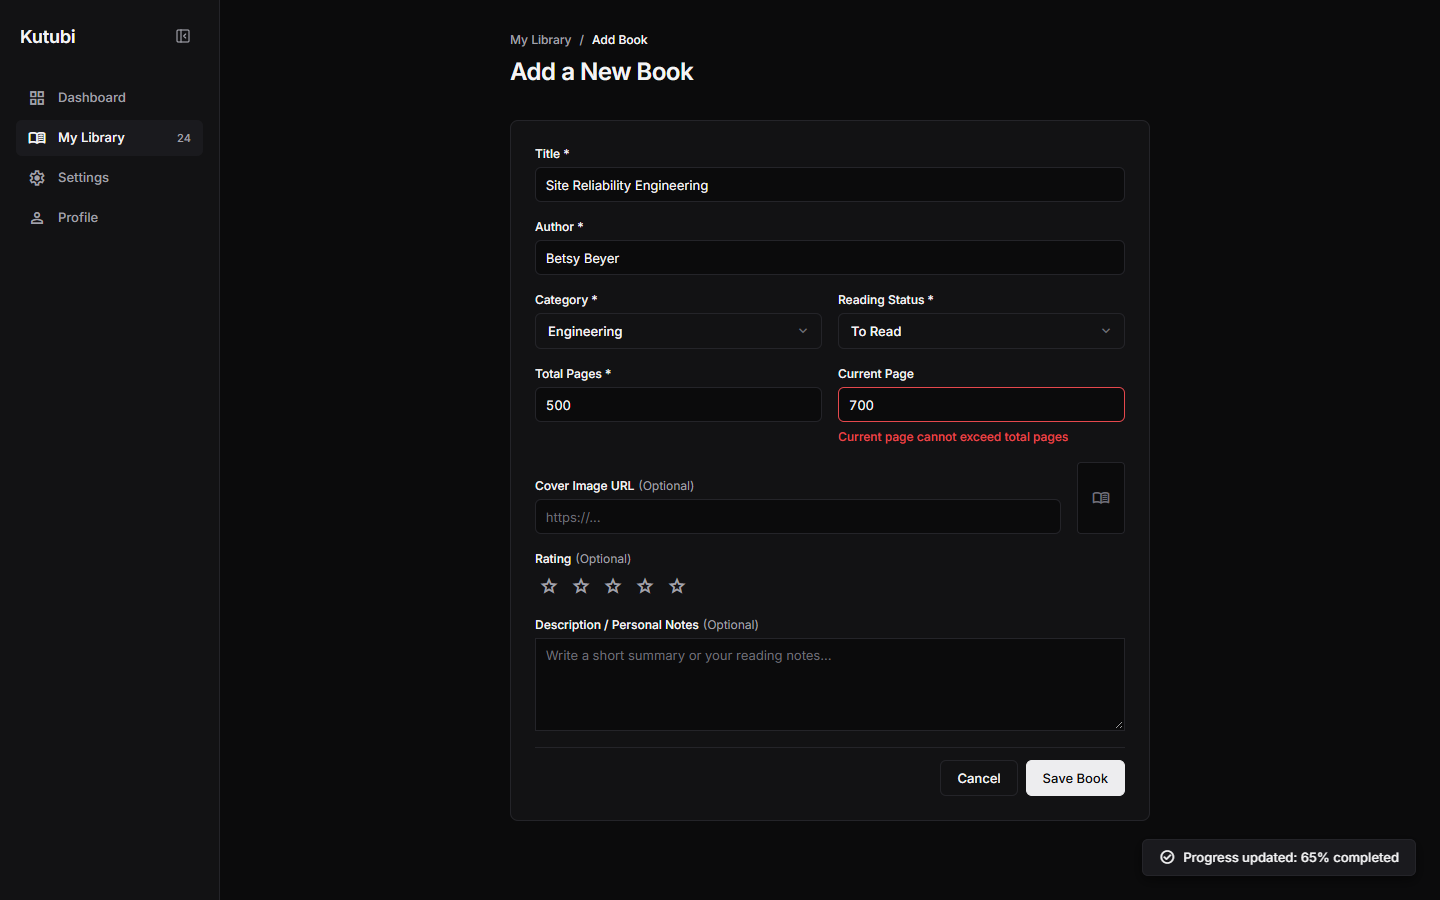 Kutubi
Dashboard
My Library 24
Settings
Profile
My Library / Add Book
Add a New Book
Title *
Site Reliability Engineering
Author *
Betsy Beyer
Category * Reading Status *
Engineering To Read
Total Pages * Current Page
500 700
Current page cannot exceed total pages
Cover Image URL (Optional)
https://...
Rating (Optional)
Description / Personal Notes (Optional)
Write a short summary or your reading notes...
Cancel Save Book
Progress updated: 65% completed